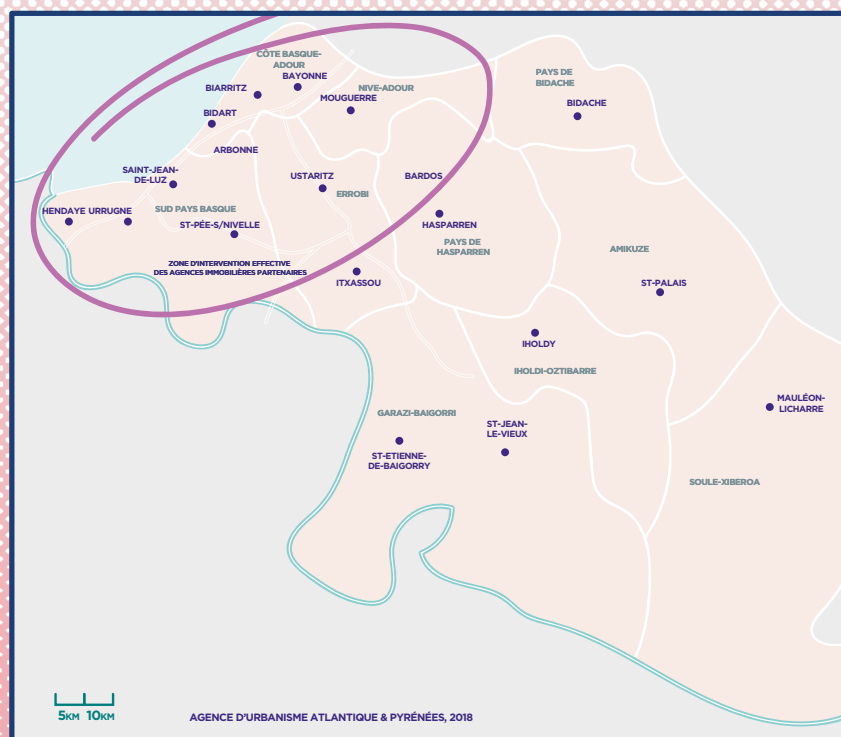 CÔTE BASQUE-
ADOUR
BAYONNE
BIARRITZ
NIVE-ADOUR
MOUGUERRE
BIDART
PAYS DE
BIDACHE
BIDACHE
ARBONNE
SAINT-JEAN-
DE-LUZ
USTARITZ
BARDOS
ERROBI
HENDAYE URRUGNE
SUD PAYS BASQUE
ST-PÉE-S/NIVELLE
HASPARREN
PAYS DE
HASPARREN
AMIKUZE
ZONE D'INTERVENTION EFFECTIVE
DES AGENCES IMMOBILIÈRES PARTENAIRES
ITXASSOU
ST-PALAIS
IHOLDY
IHOLDI-OZTIBARRE
MAULÉON-
LICHARRE
GARAZI-BAIGORRI
ST-JEAN-
LE-VIEUX
ST-ETIENNE-
DE-BAIGORRY
SOULE-XIBEROA
5KM 10KM
AGENCE D'URBANISME ATLANTIQUE & PYRÉNÉES, 2018